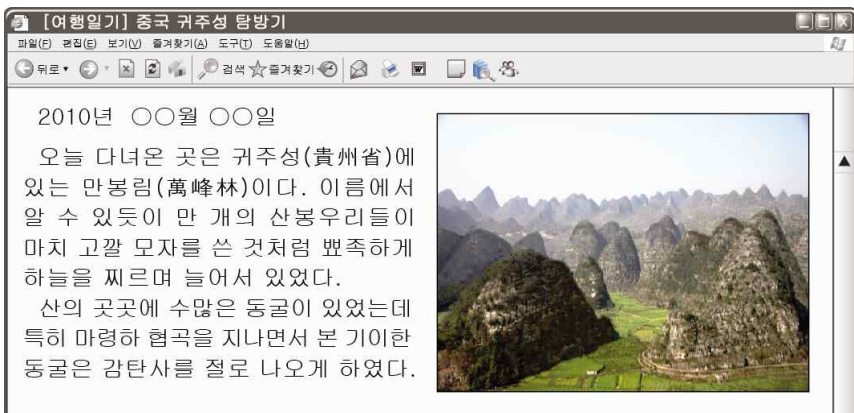 [여행일기] 중국 귀주성 탐방기
파일(F) 편집(E) 보기(V) 즐겨찾기(A) 도구(T) 도움말(H)
뒤로 검색 즐겨찾기
2010년 ○○월 ○○일
오늘 다녀온 곳은 귀주성(貴州省)에
있는 만봉림(萬峰林)이다. 이름에서
알 수 있듯이 만 개의 산봉우리들이
마치 고깔 모자를 쓴 것처럼 뾰족하게
하늘을 찌르며 늘어서 있었다.
산의 곳곳에 수많은 동굴이 있었는데
특히 마령하 협곡을 지나면서 본 기이한
동굴은 감탄사를 절로 나오게 하였다.